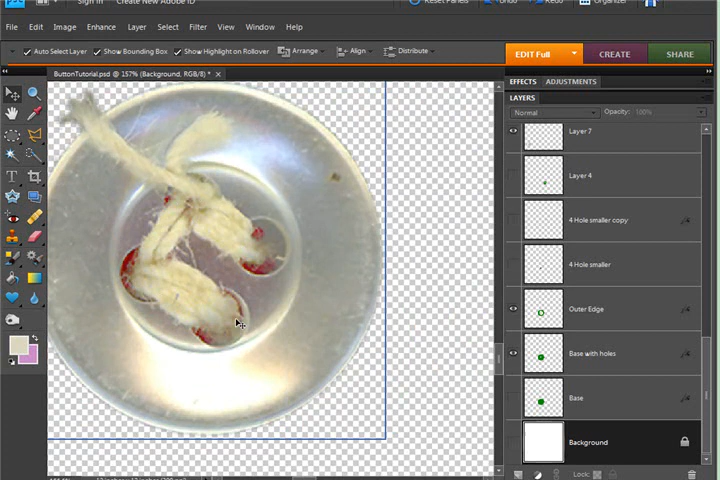 Sign In Create New Adobe ID Reset Panels Undo Redo Organizer
File Edit Image Enhance Layer Select Filter View Window Help
Auto Select Layer Show Bounding Box Show Highlight on Rollover Arrange Align Distribute EDIT Full CREATE SHARE
ButtonTutorial.psd @ 157% (Background, RGB/8) * ×
EFFECTS ADJUSTMENTS
LAYERS
Normal Opacity: 100%
Layer 7
Layer 4
4 Hole smaller copy
4 Hole smaller
Outer Edge
Base with holes
Base
Background
Lock: